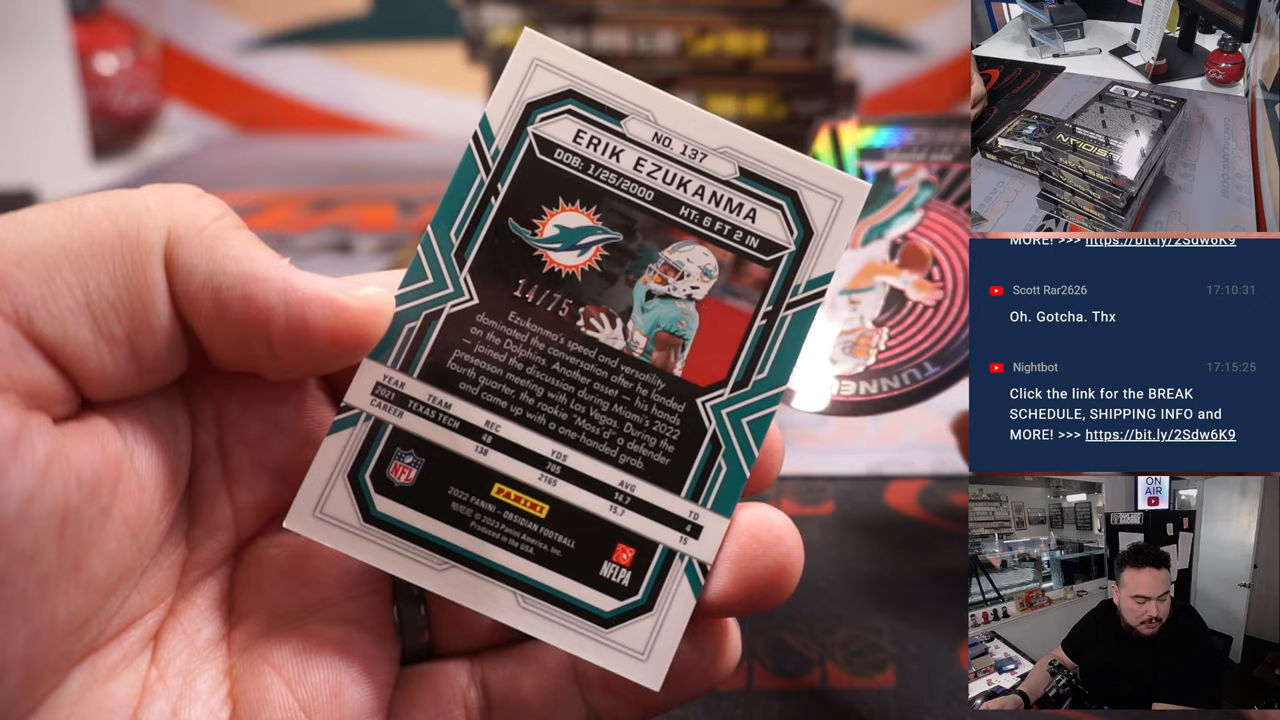 NO. 137
ERIK EZUKANMA
DOB: 1/25/2000 HT: 6 FT 2 IN
14/75
Ezukanma's speed and versatility
dominated the conversation after he landed
on the Dolphins. Another asset — his hands
— joined the discussion during Miami's 2022
preseason meeting with Las Vegas. During the
fourth quarter, the rookie "Moss'd" a defender
and came up with a one-handed grab.
YEAR TEAM REC YDS AVG TD
2021 TEXAS TECH 48 705 14.7 4
CAREER 138 2165 15.7 15
NFL
PANINI
2022 PANINI – OBSIDIAN FOOTBALL
© 2023 Panini America, Inc.
Produced in the USA.
NFLPA
TUNNE
OBSIDIAN
MORE! >>> https://bit.ly/2Sdw6K9
Scott Rar2626 17:10:31
Oh. Gotcha. Thx
Nightbot 17:15:25
Click the link for the BREAK
SCHEDULE, SHIPPING INFO and
MORE! >>> https://bit.ly/2Sdw6K9
ON
AIR